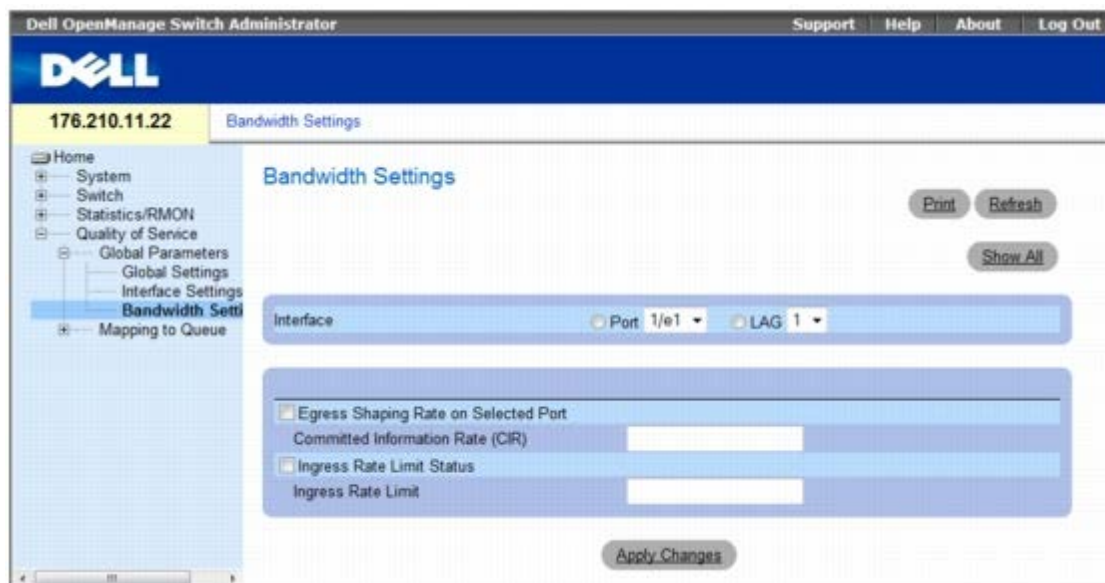 Dell OpenManage Switch Administrator
Support Help About Log Out
DELL
176.210.11.22
Bandwidth Settings
Home
System
Switch
Statistics/RMON
Quality of Service
Global Parameters
Global Settings
Interface Settings
Bandwidth Setti
Mapping to Queue
Bandwidth Settings
Print Refresh
Show All
Interface Port 1/e1 LAG 1
Egress Shaping Rate on Selected Port
Committed Information Rate (CIR)
Ingress Rate Limit Status
Ingress Rate Limit
Apply Changes